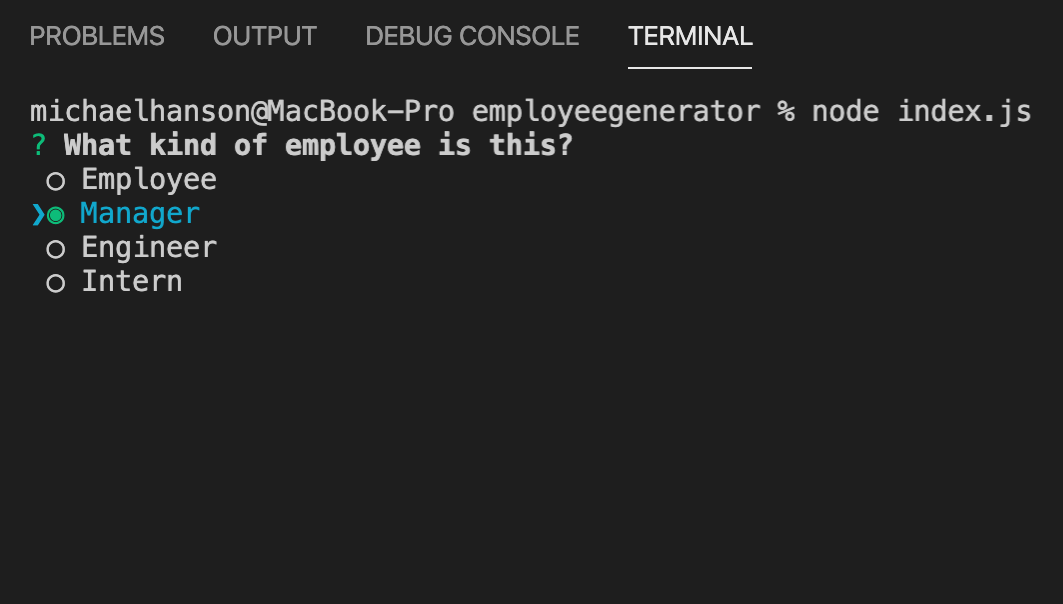 PROBLEMS OUTPUT DEBUG CONSOLE TERMINAL
michaelhanson@MacBook-Pro employeegenerator % node index.js
? What kind of employee is this?
◯ Employee
❯◉ Manager
◯ Engineer
◯ Intern